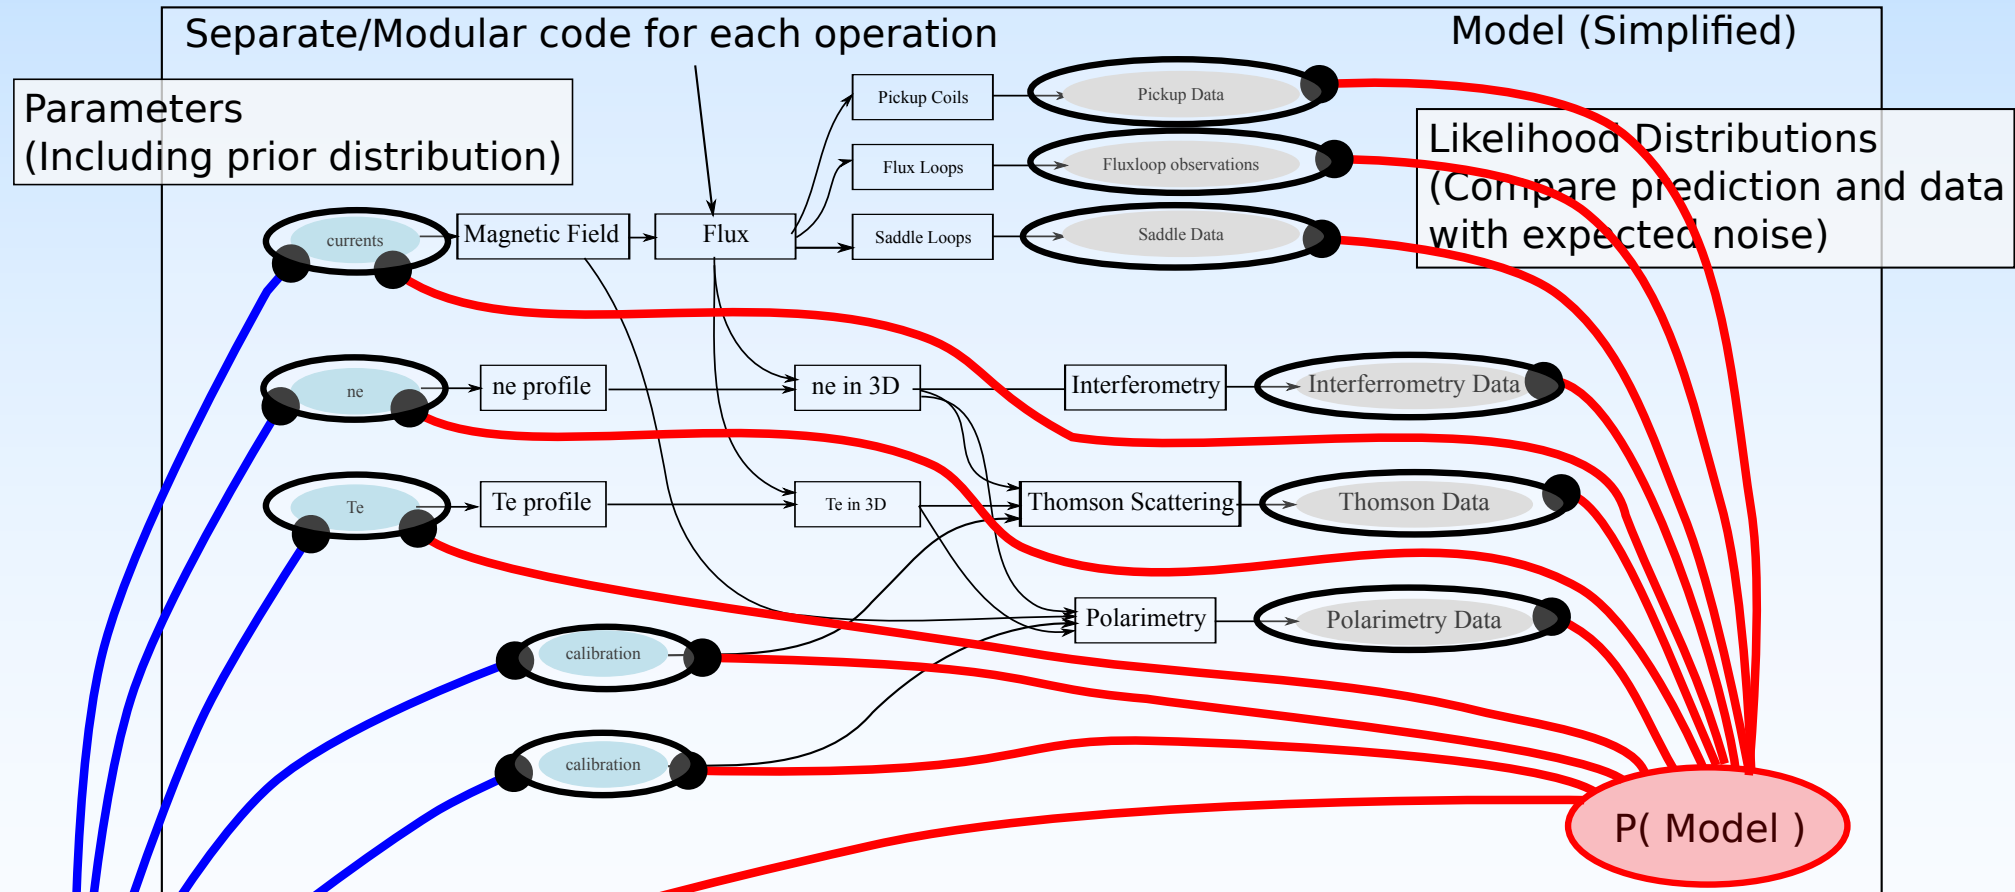 Separate/Modular code for each operation
Model (Simplified)
Parameters
(Including prior distribution)
Likelihood Distributions
(Compare prediction and data
with expected noise)
Pickup Coils
Pickup Data
Flux Loops
Fluxloop observations
currents
Magnetic Field
Flux
Saddle Loops
Saddle Data
ne
ne profile
ne in 3D
Interferometry
Interferrometry Data
Te
Te profile
Te in 3D
Thomson Scattering
Thomson Data
Polarimetry
Polarimetry Data
calibration
calibration
P( Model )